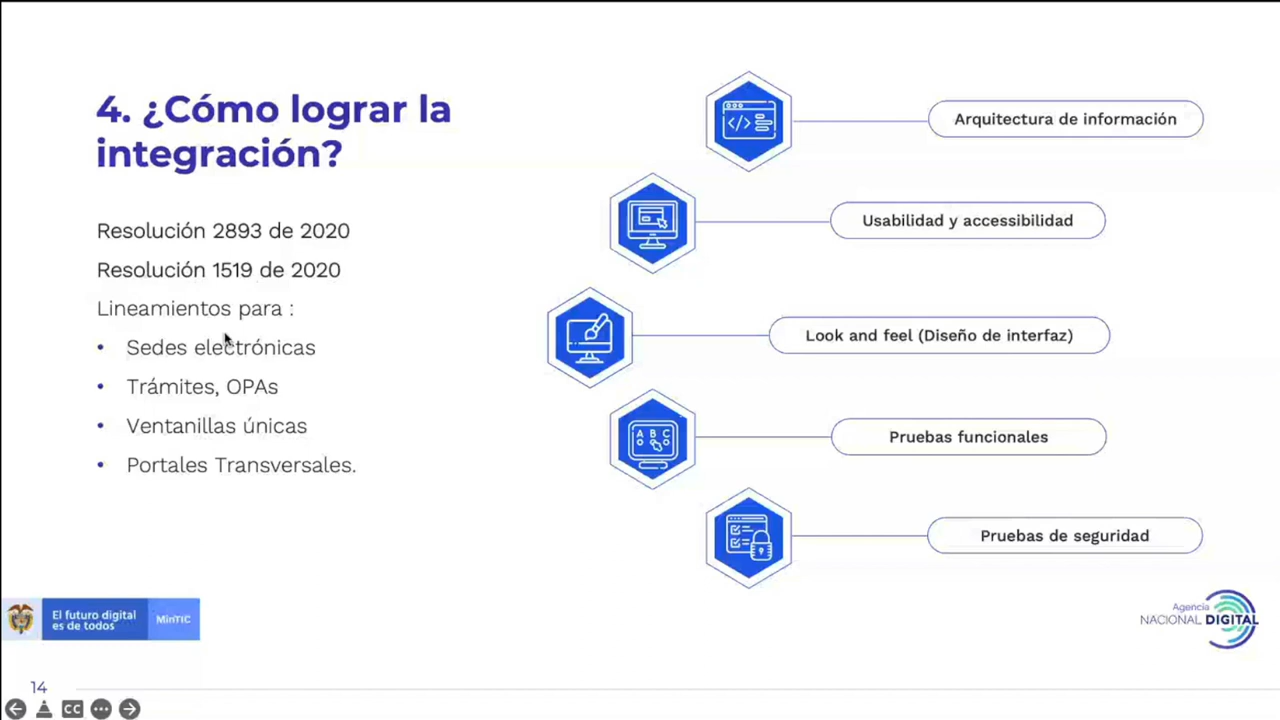 4. ¿Cómo lograr la
integración?
Resolución 2893 de 2020
Resolución 1519 de 2020
Lineamientos para :
• Sedes electrónicas
• Trámites, OPAs
• Ventanillas únicas
• Portales Transversales.
Arquitectura de información
Usabilidad y accessibilidad
Look and feel (Diseño de interfaz)
A B C
Pruebas funcionales
Pruebas de seguridad
El futuro digital
es de todos
MinTIC
Agencia
NACIONAL DIGITAL
14
CC